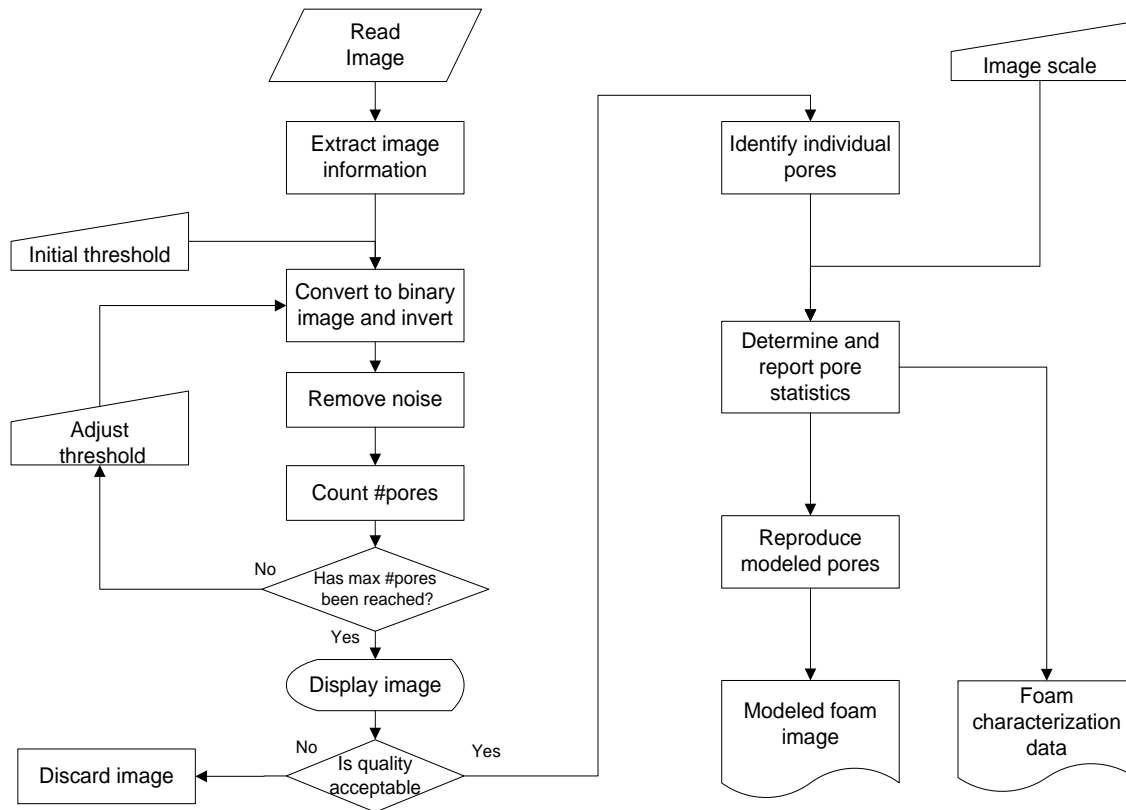 Read
Image
Extract image
information
Initial threshold
Convert to binary
image and invert
Remove noise
Adjust
threshold
Count #pores
No
Has max #pores
been reached?
Yes
Display image
No
Is quality
acceptable
Yes
Discard image
Image scale
Identify individual
pores
Determine and
report pore
statistics
Reproduce
modeled pores
Modeled foam
image
Foam
characterization
data